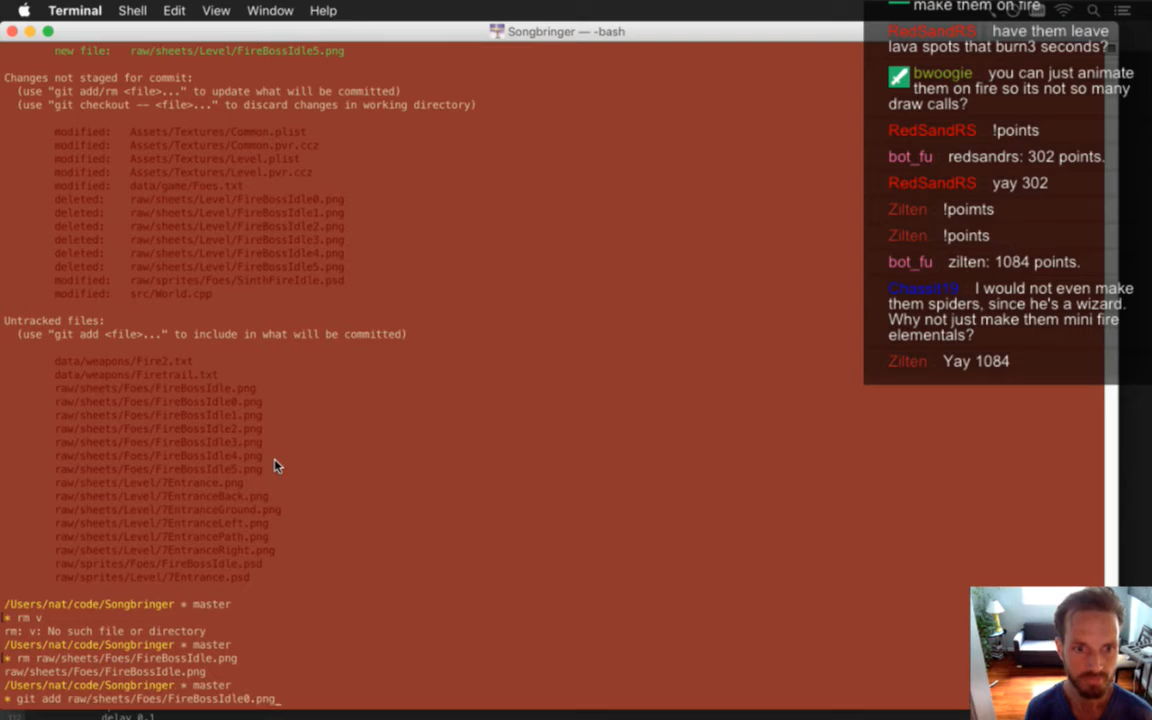 Terminal Shell Edit View Window Help
Songbringer — -bash
new file: raw/sheets/Level/FireBossIdle5.png
Changes not staged for commit:
(use "git add/rm <file>..." to update what will be committed)
(use "git checkout -- <file>..." to discard changes in working directory)
modified: Assets/Textures/Common.plist
modified: Assets/Textures/Common.pvr.ccz
modified: Assets/Textures/Level.plist
modified: Assets/Textures/Level.pvr.ccz
modified: data/game/Foes.txt
deleted: raw/sheets/Level/FireBossIdle0.png
deleted: raw/sheets/Level/FireBossIdle1.png
deleted: raw/sheets/Level/FireBossIdle2.png
deleted: raw/sheets/Level/FireBossIdle3.png
deleted: raw/sheets/Level/FireBossIdle4.png
deleted: raw/sheets/Level/FireBossIdle5.png
modified: raw/sprites/Foes/SinthFireIdle.psd
modified: src/World.cpp
Untracked files:
(use "git add <file>..." to include in what will be committed)
data/weapons/Fire2.txt
data/weapons/Firetrail.txt
raw/sheets/Foes/FireBossIdle.png
raw/sheets/Foes/FireBossIdle0.png
raw/sheets/Foes/FireBossIdle1.png
raw/sheets/Foes/FireBossIdle2.png
raw/sheets/Foes/FireBossIdle3.png
raw/sheets/Foes/FireBossIdle4.png
raw/sheets/Foes/FireBossIdle5.png
raw/sheets/Level/7Entrance.png
raw/sheets/Level/7EntranceBack.png
raw/sheets/Level/7EntranceGround.png
raw/sheets/Level/7EntranceLeft.png
raw/sheets/Level/7EntrancePath.png
raw/sheets/Level/7EntranceRight.png
raw/sprites/Foes/FireBossIdle.psd
raw/sprites/Level/7Entrance.psd
/Users/nat/code/Songbringer * master
* rm v
rm: v: No such file or directory
/Users/nat/code/Songbringer * master
* rm raw/sheets/Foes/FireBossIdle.png
raw/sheets/Foes/FireBossIdle.png
/Users/nat/code/Songbringer * master
* git add raw/sheets/Foes/FireBossIdle0.png_
delay 0.1
make them on fire
RedSandRS have them leave
lava spots that burn3 seconds?
bwoogie you can just animate
them on fire so its not so many
draw calls?
RedSandRS !points
bot_fu redsandrs: 302 points.
RedSandRS yay 302
Zilten !poimts
Zilten !points
bot_fu zilten: 1084 points.
Chassit19 I would not even make
them spiders, since he's a wizard.
Why not just make them mini fire
elementals?
Zilten Yay 1084